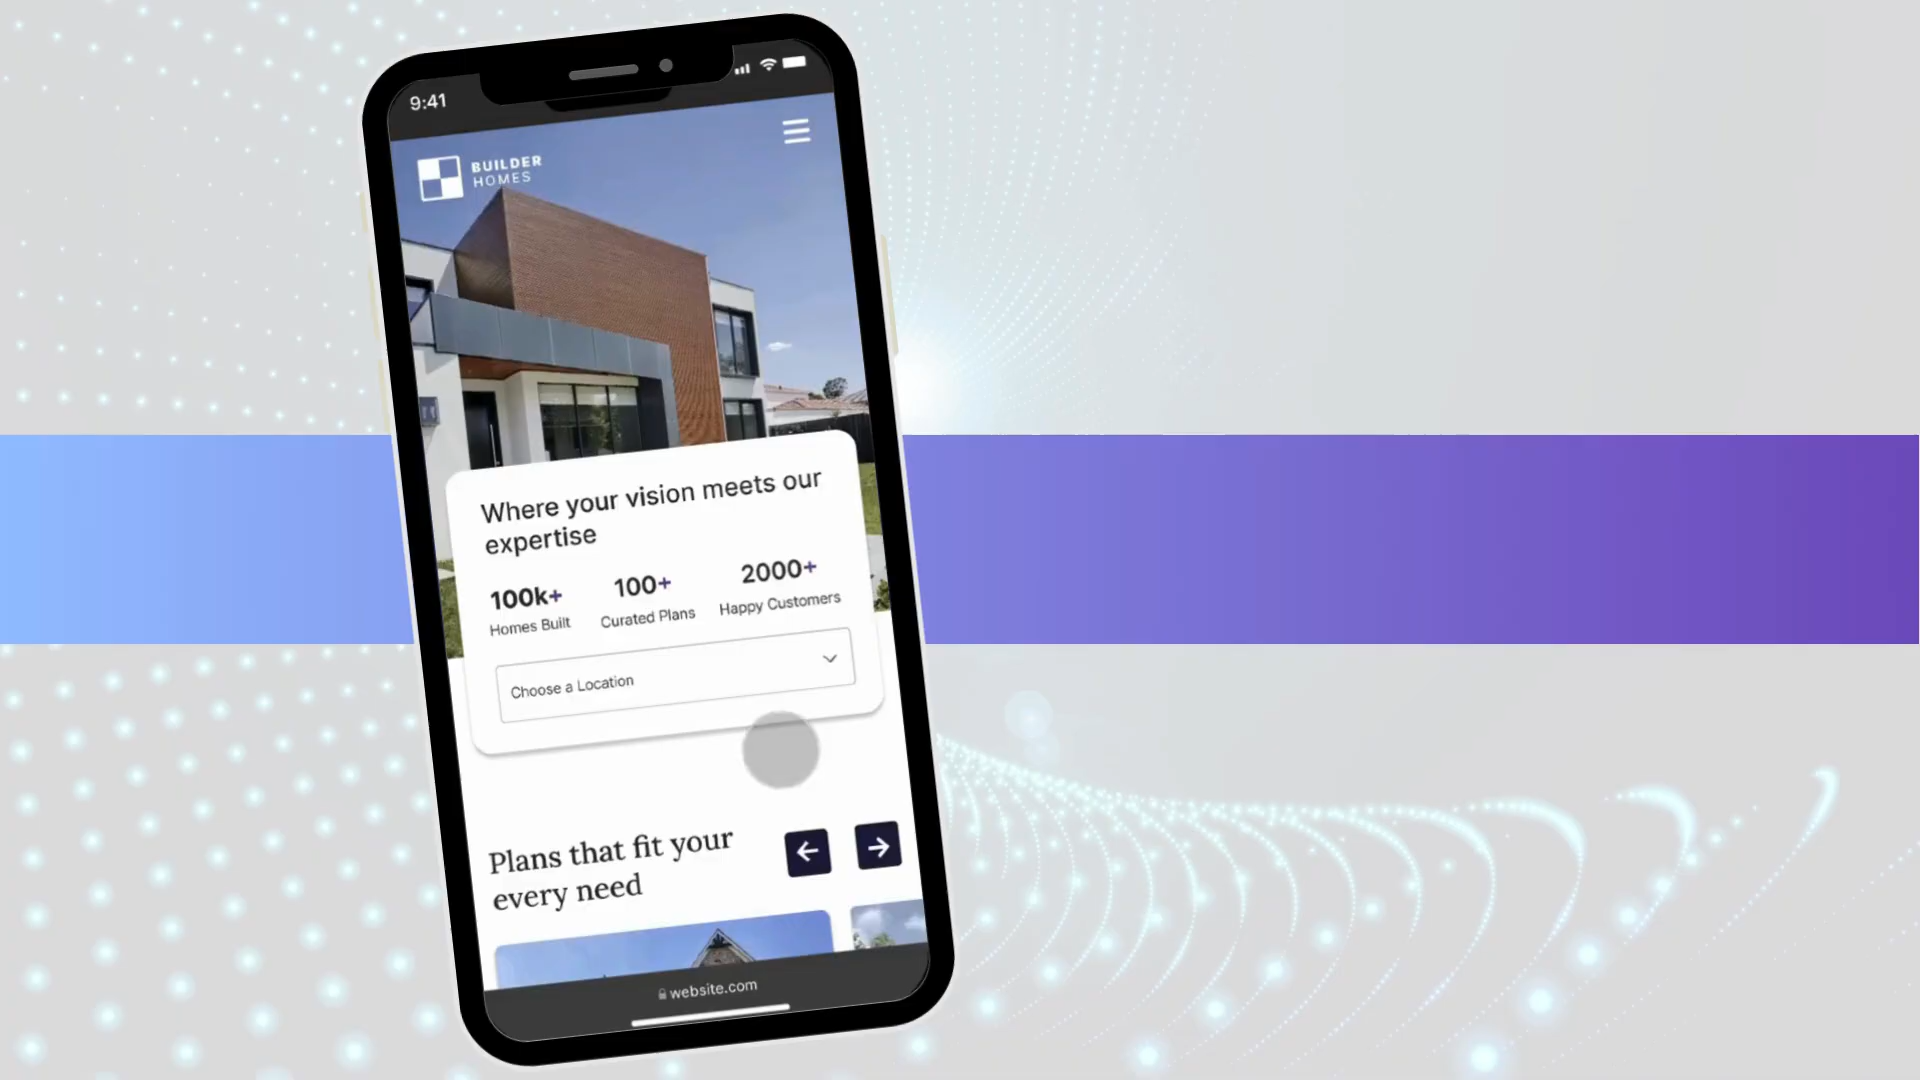 9:41
BUILDER
HOMES
Where your vision meets our
expertise
100k+ 100+ 2000+
Homes Built Curated Plans Happy Customers
Choose a Location
Plans that fit your
every need
website.com